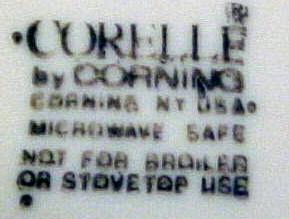 CORELLE®
by CORNING
CORNING NY USA
MICROWAVE SAFE
NOT FOR BROILER
OR STOVETOP USE